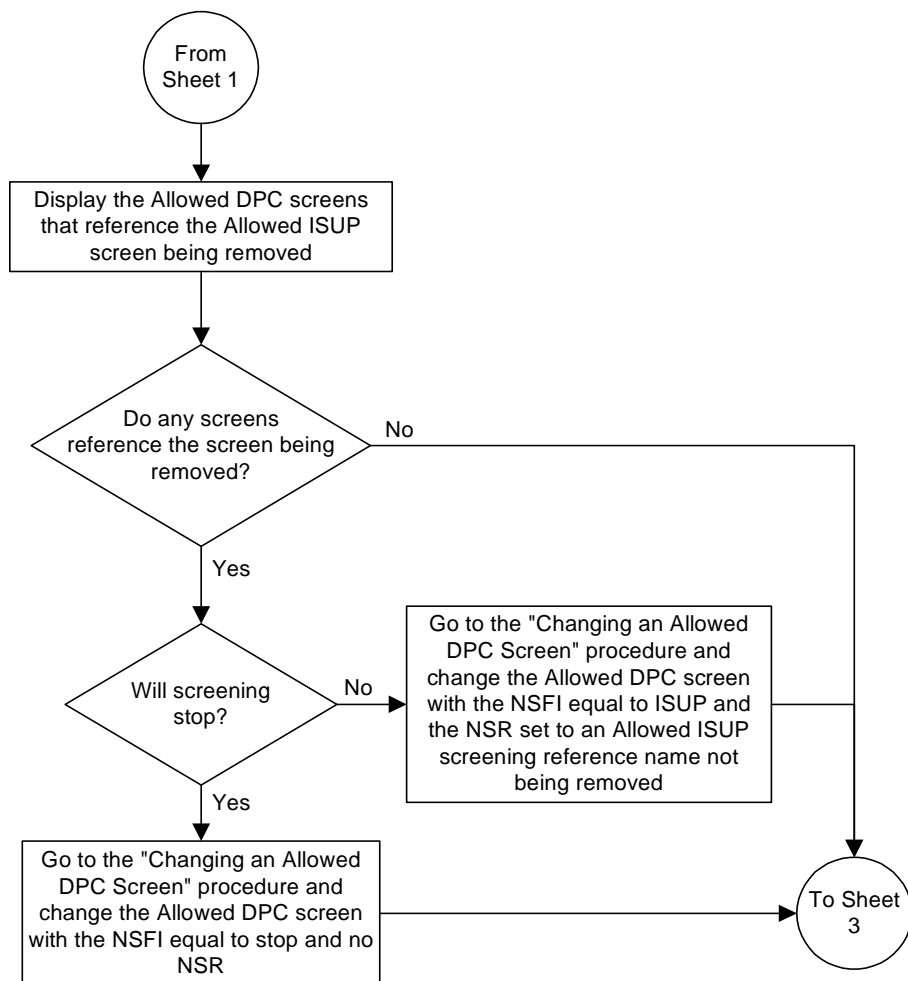 From
Sheet 1
Display the Allowed DPC screens
that reference the Allowed ISUP
screen being removed
Do any screens
reference the screen being
removed?
No
Yes
Will screening
stop?
No
Go to the "Changing an Allowed
DPC Screen" procedure and
change the Allowed DPC screen
with the NSFI equal to ISUP and
the NSR set to an Allowed ISUP
screening reference name not
being removed
Yes
Go to the "Changing an Allowed
DPC Screen" procedure and
change the Allowed DPC screen
with the NSFI equal to stop and no
NSR
To Sheet
3